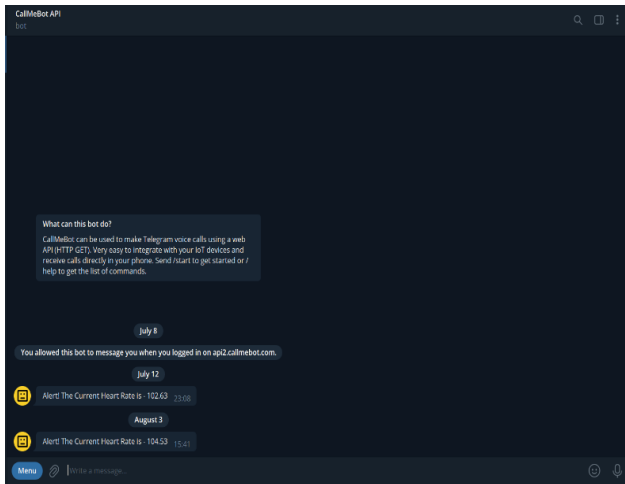 CallMeBot API
bot
What can this bot do?
CallMeBot can be used to make Telegram voice calls using a web
API (HTTP GET). Very easy to integrate with your IoT devices and
receive calls directly in your phone. Send /start to get started or /
help to get the list of commands.
July 8
You allowed this bot to message you when you logged in on api2.callmebot.com.
July 12
Alert! The Current Heart Rate Is - 102.63 23:08
August 3
Alert! The Current Heart Rate Is - 104.53 15:41
Menu Write a message...